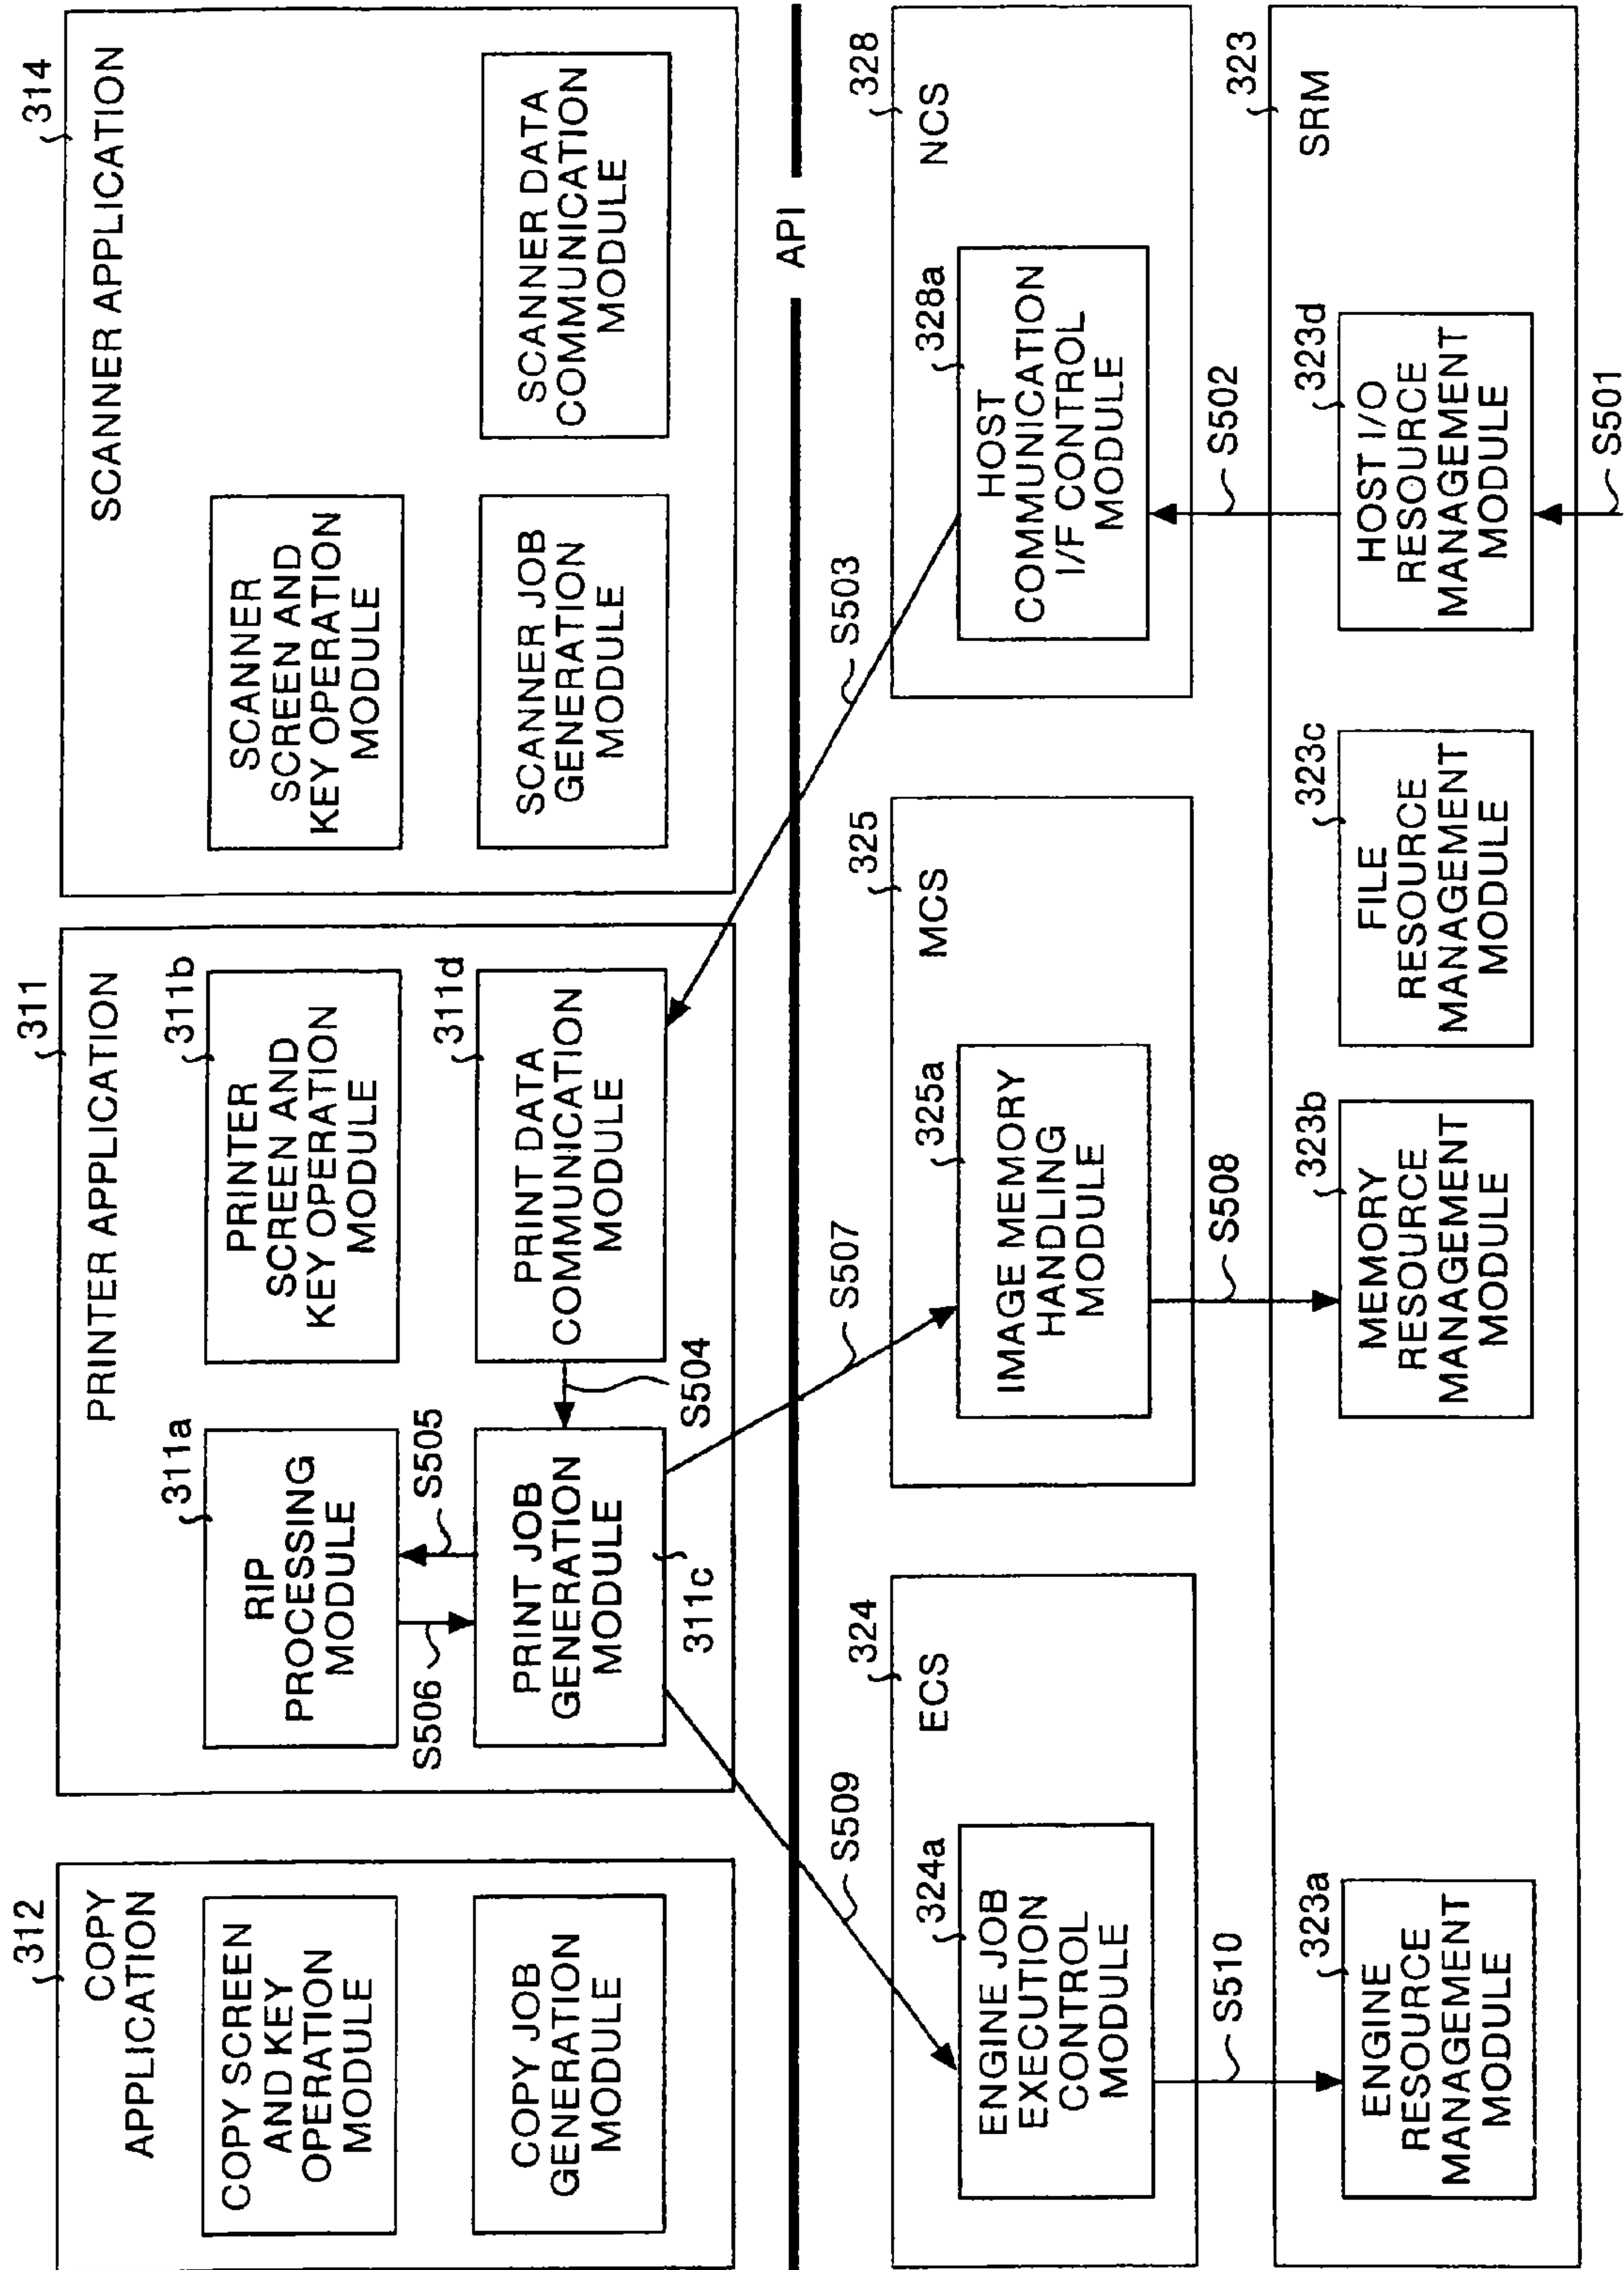 312
COPY
APPLICATION
COPY SCREEN
AND KEY
OPERATION
MODULE
COPY JOB
GENERATION
MODULE
311
PRINTER APPLICATION
311a
RIP
PROCESSING
MODULE
311b
PRINTER
SCREEN AND
KEY OPERATION
MODULE
S506
S505
PRINT JOB
GENERATION
MODULE
311c
S504
311d
PRINT DATA
COMMUNICATION
MODULE
314
SCANNER APPLICATION
SCANNER
SCREEN AND
KEY OPERATION
MODULE
SCANNER JOB
GENERATION
MODULE
SCANNER DATA
COMMUNICATION
MODULE
API
S509
S507
S503
324
ECS
324a
ENGINE JOB
EXECUTION
CONTROL
MODULE
325
MCS
325a
IMAGE MEMORY
HANDLING
MODULE
328
NCS
328a
HOST
COMMUNICATION
I/F CONTROL
MODULE
S510
S508
S502
323
SRM
323a
ENGINE
RESOURCE
MANAGEMENT
MODULE
323b
MEMORY
RESOURCE
MANAGEMENT
MODULE
323c
FILE
RESOURCE
MANAGEMENT
MODULE
323d
HOST I/O
RESOURCE
MANAGEMENT
MODULE
S501